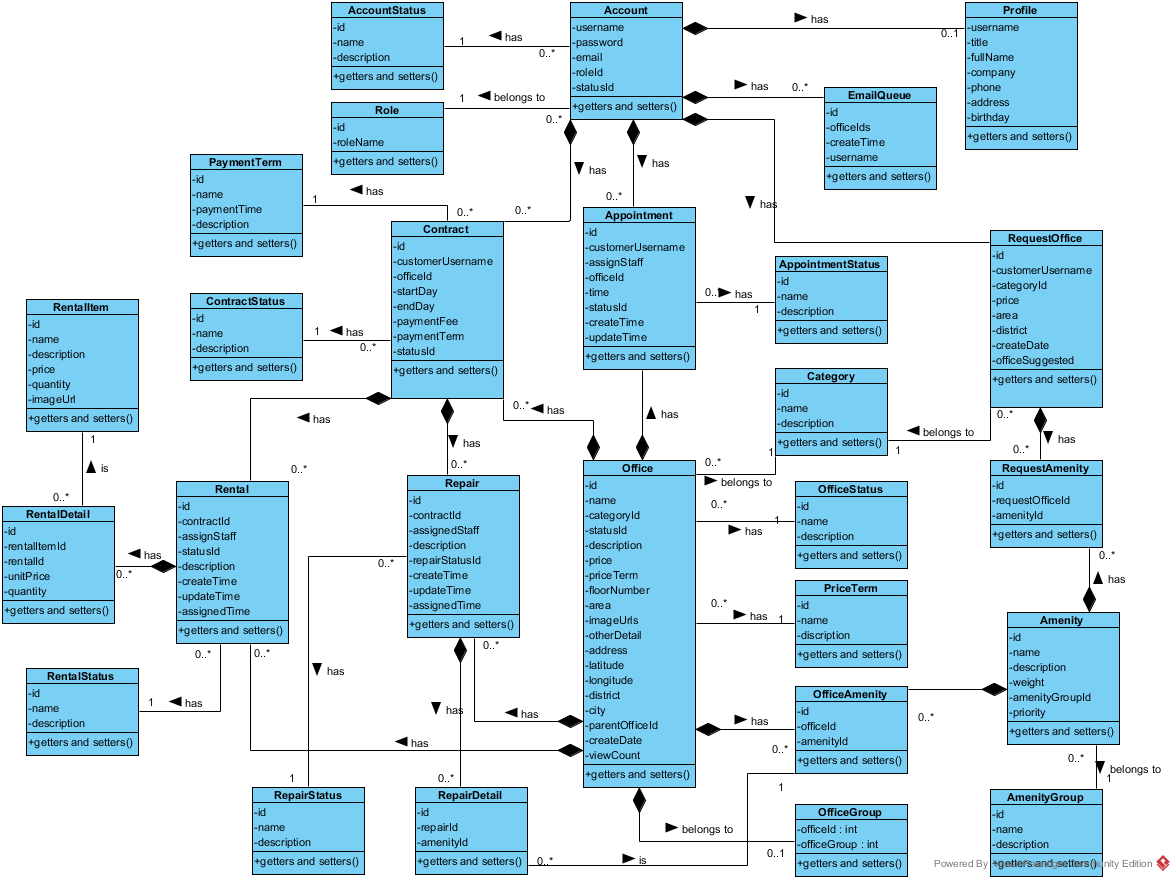 AccountStatus
-id
-name
-description
+getters and setters()
Account
-username
-password
-email
-roleId
-statusId
+getters and setters()
Profile
-username
-title
-fullName
-company
-phone
-address
-birthday
+getters and setters()
1
has
0..*
has
0..1
Role
-id
-roleName
+getters and setters()
1
belongs to
0..*
has
0..*
EmailQueue
-id
-officeIds
-createTime
-username
+getters and setters()
PaymentTerm
-id
-name
-paymentTime
-description
+getters and setters()
1
has
0..*
has
0..*
has
0..*
has
Contract
-id
-customerUsername
-officeId
-startDay
-endDay
-paymentFee
-paymentTerm
-statusId
+getters and setters()
Appointment
-id
-customerUsername
-assignStaff
-officeId
-time
-statusId
-createTime
-updateTime
+getters and setters()
RequestOffice
-id
-customerUsername
-categoryId
-price
-area
-district
-createDate
-officeSuggested
+getters and setters()
AppointmentStatus
-id
-name
-description
+getters and setters()
has
1
RentalItem
-id
-name
-description
-price
-quantity
-imageUrl
+getters and setters()
ContractStatus
-id
-name
-description
+getters and setters()
1
has
0..*
Category
-id
-name
-description
+getters and setters()
has
has
0..*
has
has
0..*
belongs to
1
0..*
has
0..*
1
is
0..*
0..*
0..*
1
belongs to
Rental
-id
-contractId
-assignStaff
-statusId
-description
-createTime
-updateTime
-assignedTime
+getters and setters()
Repair
-id
-contractId
-assignedStaff
-description
-repairStatusId
-createTime
-updateTime
-assignedTime
+getters and setters()
Office
-id
-name
-categoryId
-statusId
-description
-price
-priceTerm
-floorNumber
-area
-imageUrls
-otherDetail
-address
-latitude
-longitude
-district
-city
-parentOfficeId
-createDate
-viewCount
+getters and setters()
OfficeStatus
-id
-name
-description
+getters and setters()
0..*
1
has
RequestAmenity
-id
-requestOfficeId
-amenityId
+getters and setters()
RentalDetail
-id
-rentalItemId
-rentalId
-unitPrice
-quantity
+getters and setters()
has
0..*
0..*
0..*
has
PriceTerm
-id
-name
-discription
+getters and setters()
0..*
has
1
Amenity
-id
-name
-description
-weight
-amenityGroupId
-priority
+getters and setters()
0..*
0..*
0..*
has
RentalStatus
-id
-name
-description
+getters and setters()
1
has
has
has
has
OfficeAmenity
-id
-officeId
-amenityId
+getters and setters()
has
0..*
0..*
0..*
belongs to
1
1
0..*
1
RepairStatus
-id
-name
-description
+getters and setters()
RepairDetail
-id
-repairId
-amenityId
+getters and setters()
0..*
is
belongs to
0..1
OfficeGroup
-officeId : int
-officeGroup : int
+getters and setters()
AmenityGroup
-id
-name
-description
+getters and setters()
Powered By Community Edition